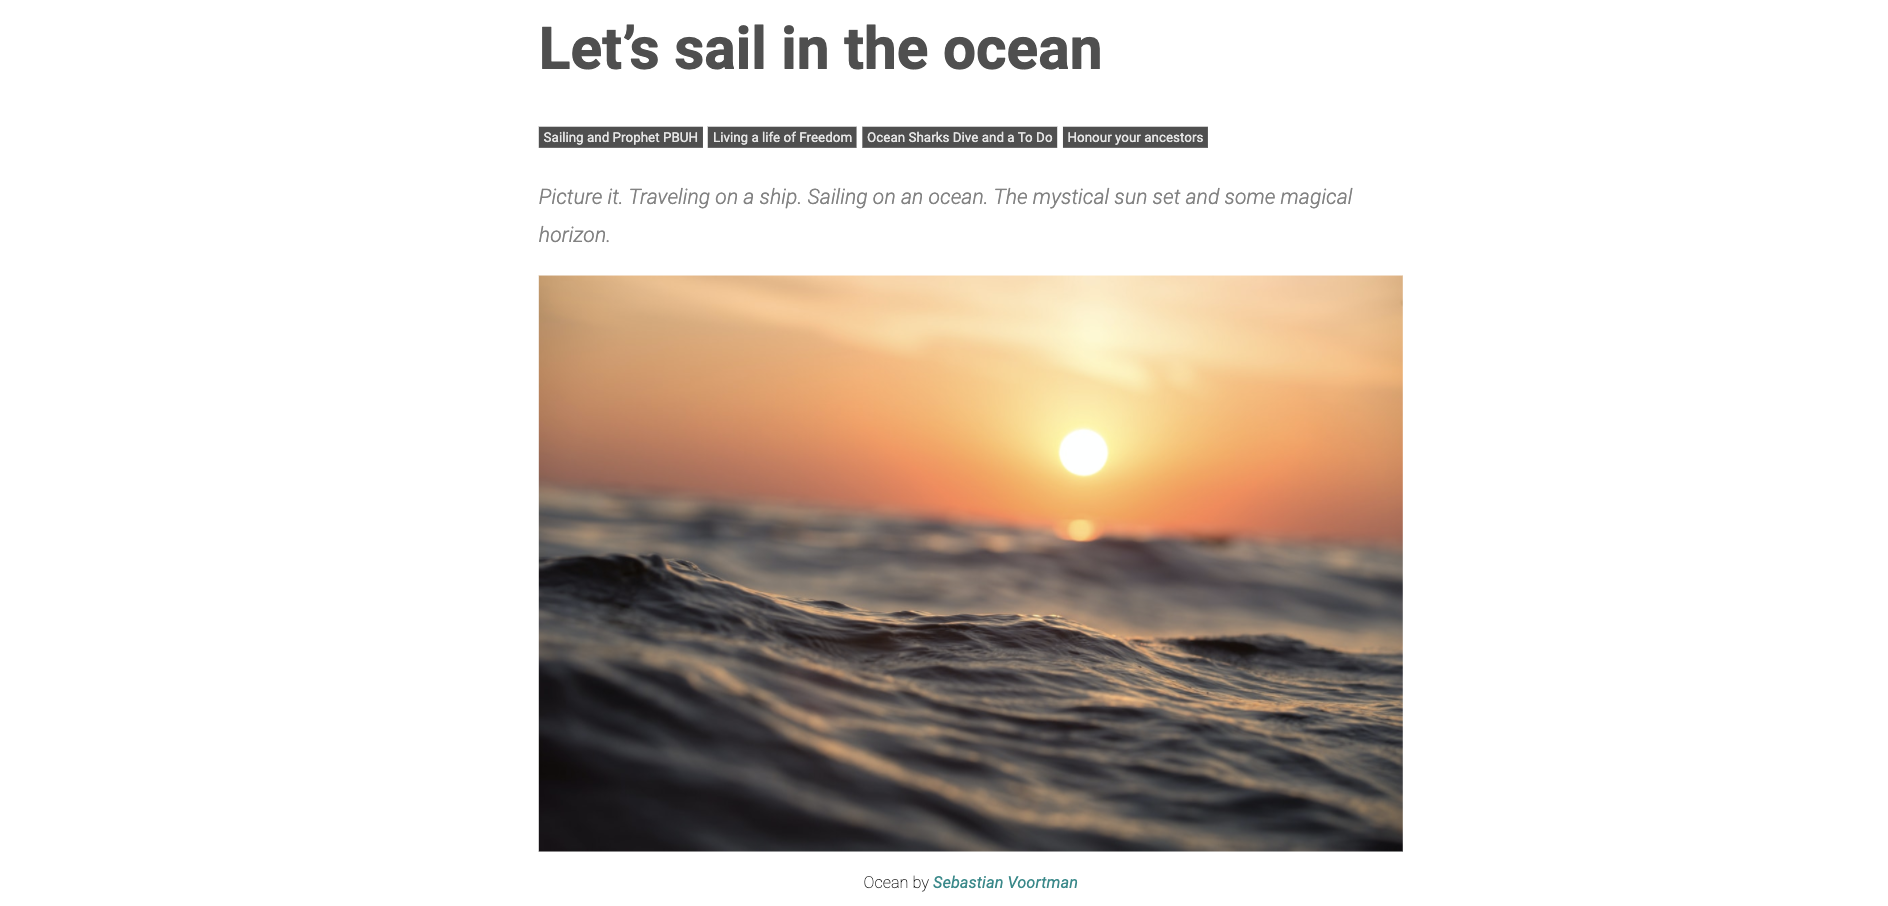 Let’s sail in the ocean
Sailing and Prophet PBUH Living a life of Freedom Ocean Sharks Dive and a To Do Honour your ancestors
Picture it. Traveling on a ship. Sailing on an ocean. The mystical sun set and some magical
horizon.
Ocean by Sebastian Voortman